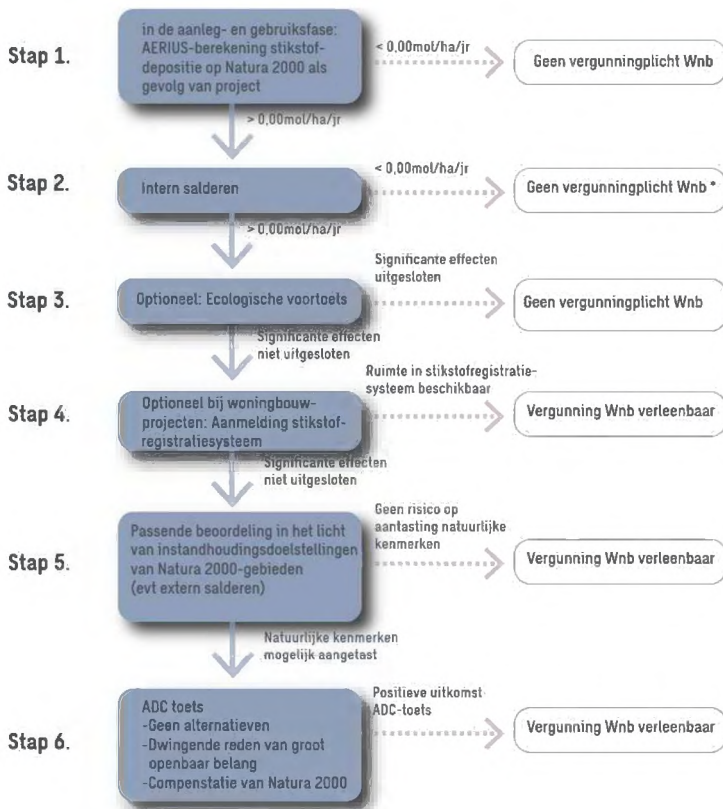 Stap 1.
in de aanleg- en gebruiksfase:
AERIUS-berekening stikstof-
depositie op Natura 2000 als
gevolg van project
< 0,00mol/ha/jr
Geen vergunningplicht Wnb
> 0,00mol/ha/jr
Stap 2.
Intern salderen
< 0,00mol/ha/jr
Geen vergunningplicht Wnb *
> 0,00mol/ha/jr
Stap 3.
Optioneel: Ecologische voortoels
Significante effecten
uitgesloten
Geen vergunningplicht Wnb
Significante effecten
niet uitgesloten
Stap 4.
Optioneel bij woningbouw-
projecten: Aanmelding stikstof-
registratiesysteem
Ruimte in stikstofregistratie-
systeem beschikbaar
Vergunning Wnb verleenbaar
Significante effecten
niet uitgesloten
Stap 5.
Passende beoordeling in het licht
van instandhoudingsdoelstellingen
van Natura 2000-gebieden
(evt extern salderen)
Geen risico op
aantasting natuurlijke
kenmerken
Vergunning Wnb verleenbaar
Natuurlijke kenmerken
mogelijk aangetast
Stap 6.
ADC toets
-Geen alternatieven
-Dwingende reden van groot
openbaar belang
-Compenstatie van Natura 2000
Positieve uitkomst
ADC-toets
Vergunning Wnb verleenbaar